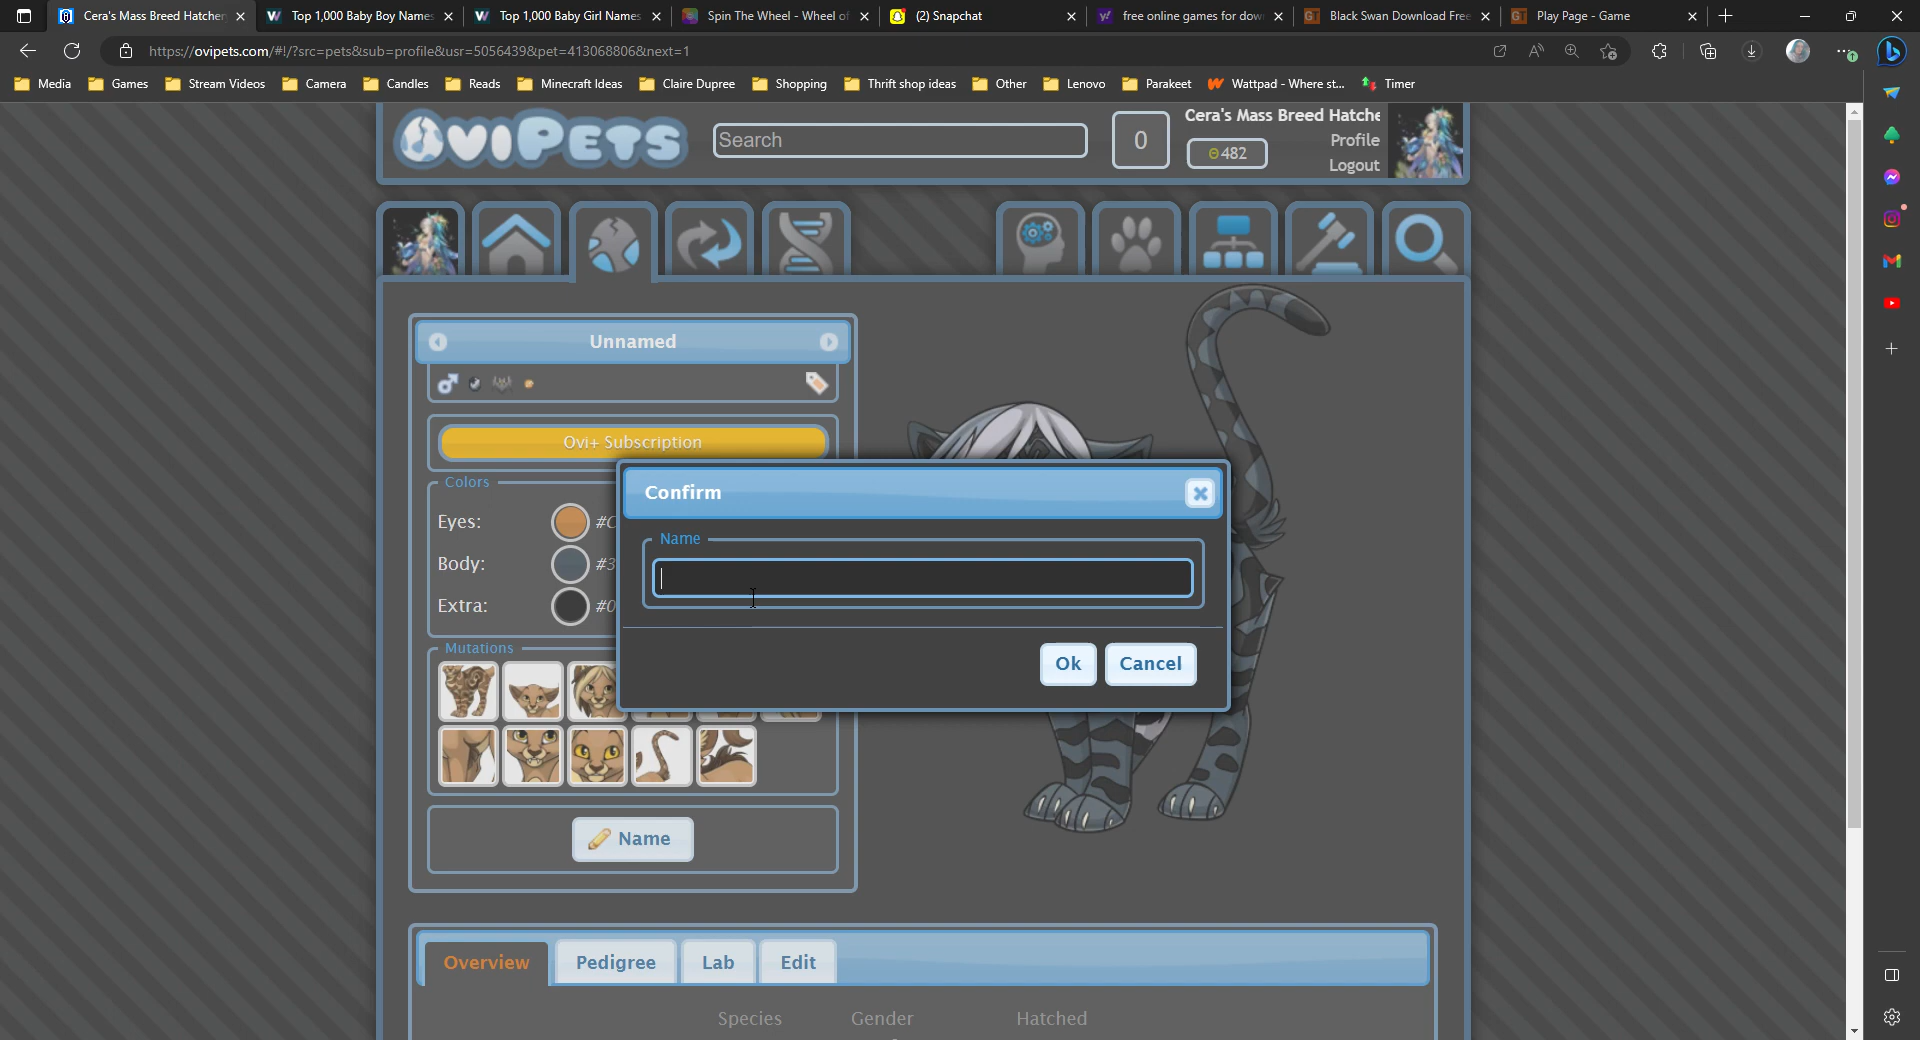 Cera's Mass Breed Hatcher
Top 1,000 Baby Boy Names
Top 1,000 Baby Girl Names
Spin The Wheel - Wheel of
(2) Snapchat
free online games for dow
Black Swan Download Free
Play Page - Game
https://ovipets.com/#!/?src=pets&sub=profile&usr=5056439&pet=413068806&next=1
Media
Games
Stream Videos
Camera
Candles
Reads
Minecraft Ideas
Claire Dupree
Shopping
Thrift shop ideas
Other
Lenovo
Parakeet
Wattpad - Where st...
Timer
OVIPETS
Search
0
Cera's Mass Breed Hatche
482
Profile
Logout
Unnamed
Ovi+ Subscription
Colors
Eyes:
Body:
#3
Extra:
#0
Mutations
Confirm
Name
Ok
Cancel
Name
Overview
Pedigree
Lab
Edit
Species
Gender
Hatched